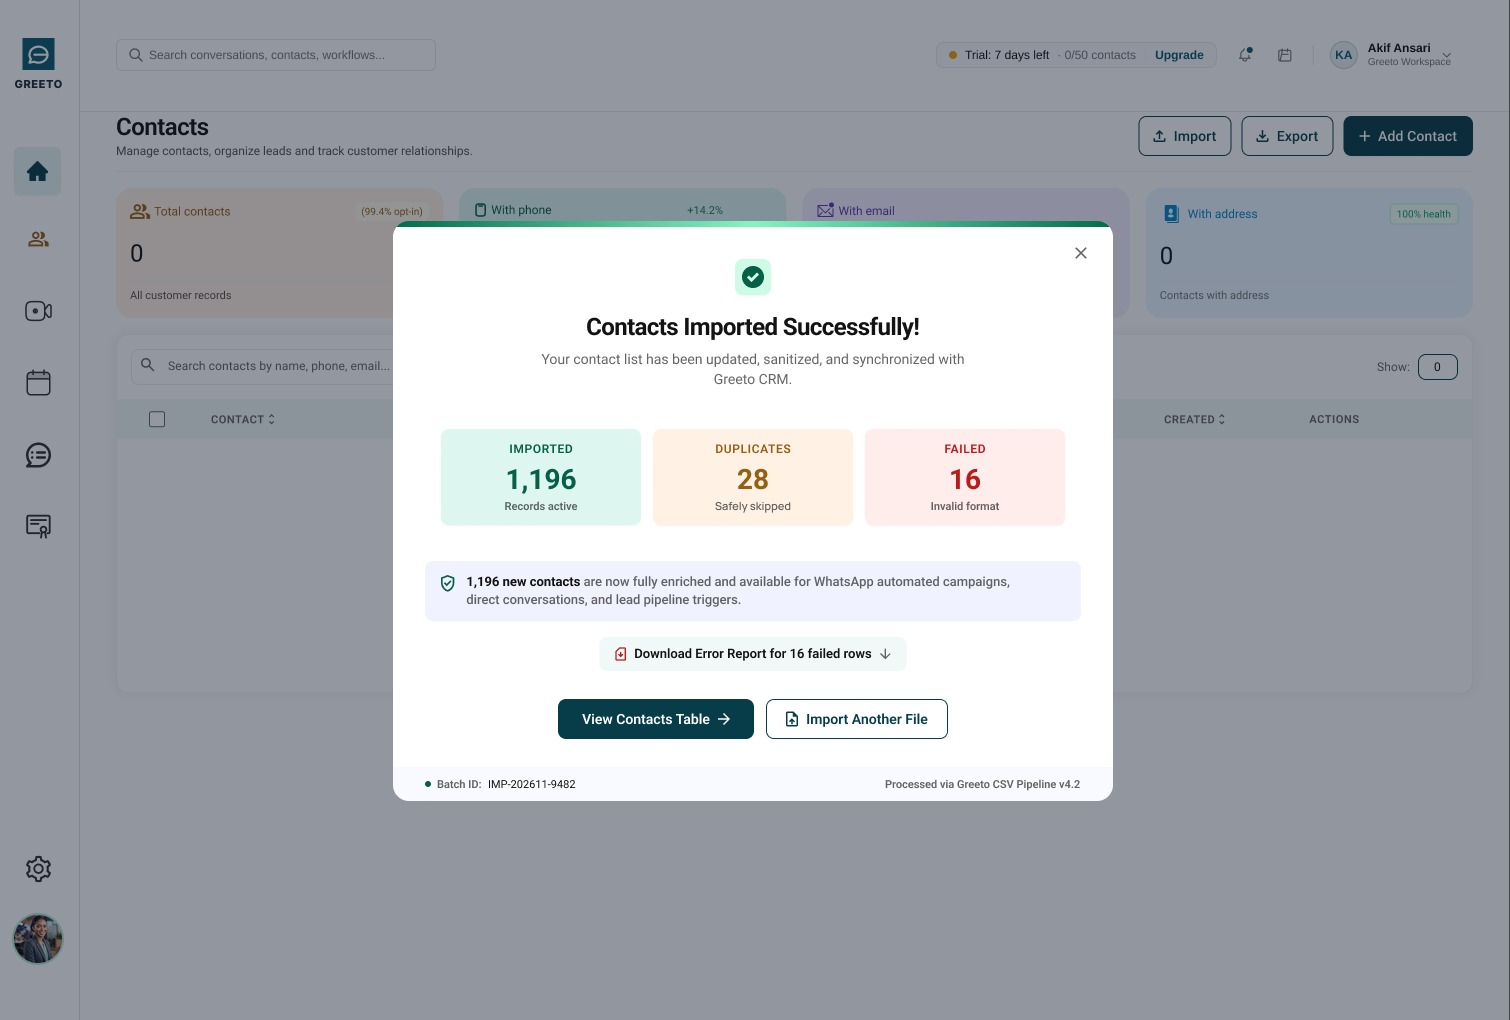 GREETO
Search conversations, contacts, workflows...
Trial: 7 days left · 0/50 contacts Upgrade
KA
Akif Ansari
Greeto Workspace
Contacts
Manage contacts, organize leads and track customer relationships.
Import
Export
+ Add Contact
Total contacts
(99.4% opt-in)
0
All customer records
With phone
+14.2%
With email
With address
100% health
0
Contacts with address
Search contacts by name, phone, email...
Show: 0
CONTACT
CREATED
ACTIONS
Contacts Imported Successfully!
Your contact list has been updated, sanitized, and synchronized with
Greeto CRM.
IMPORTED
1,196
Records active
DUPLICATES
28
Safely skipped
FAILED
16
Invalid format
1,196 new contacts are now fully enriched and available for WhatsApp automated campaigns,
direct conversations, and lead pipeline triggers.
Download Error Report for 16 failed rows ↓
View Contacts Table →
Import Another File
Batch ID: IMP-202611-9482
Processed via Greeto CSV Pipeline v4.2